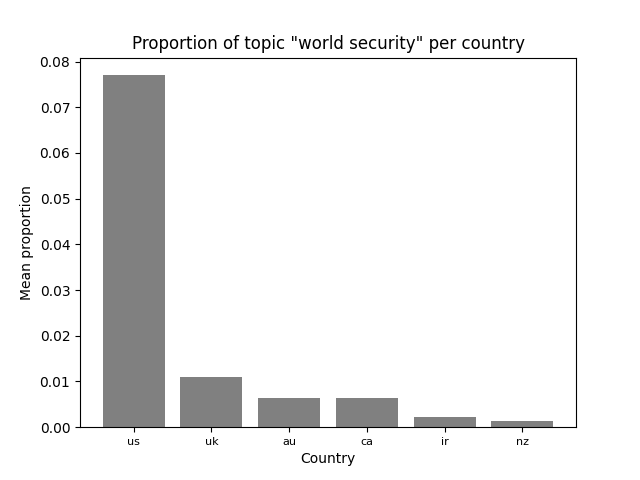 Proportion of topic "world security" per country
0.08
0.07
0.06
0.05
0.04
0.03
0.02
0.01
0.00
Mean proportion
us uk au ca ir nz
Country